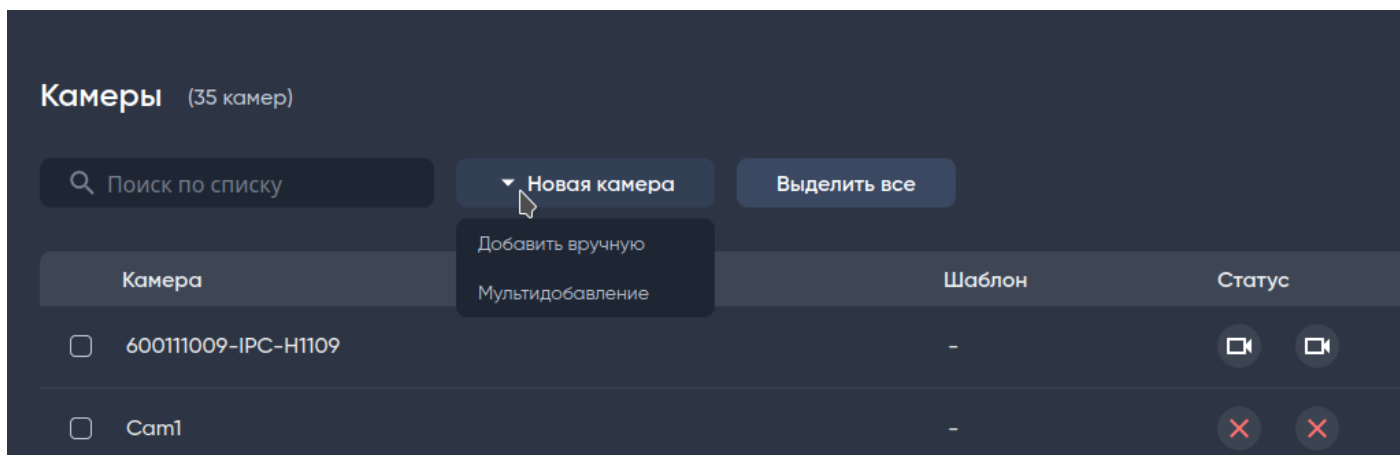 Камеры (35 камер)
Поиск по списку Новая камера Выделить все
Добавить вручную
Мультидобавление
Камера Шаблон Статус
600111009-IPC-H1109 -
Cam1 -